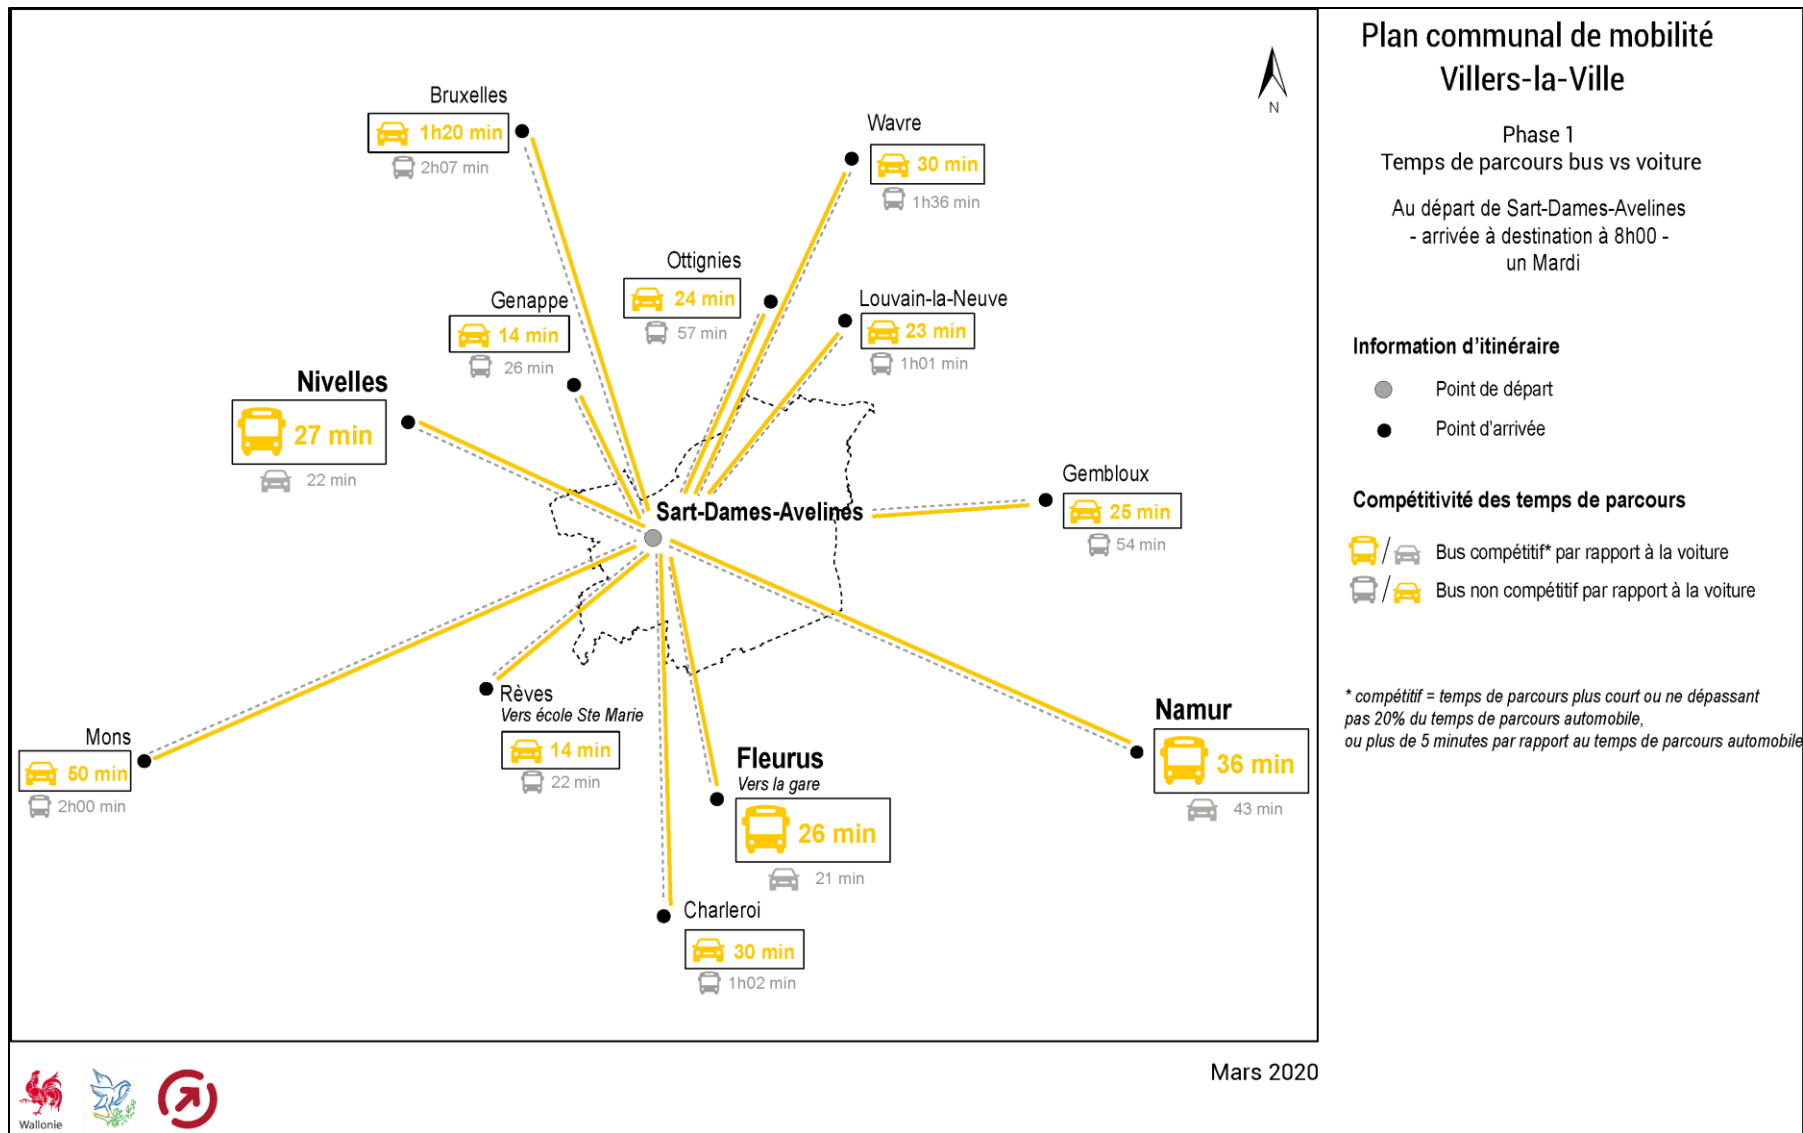 Plan communal de mobilité
Villers-la-Ville
Phase 1
Temps de parcours bus vs voiture
Au départ de Sart-Dames-Avelines
- arrivée à destination à 8h00 -
un Mardi
Information d'itinéraire
Point de départ
Point d'arrivée
Compétitivité des temps de parcours
/ Bus compétitif* par rapport à la voiture
/ Bus non compétitif par rapport à la voiture
* compétitif = temps de parcours plus court ou ne dépassant
pas 20% du temps de parcours automobile,
ou plus de 5 minutes par rapport au temps de parcours automobile
N
Bruxelles
1h20 min
2h07 min
Wavre
30 min
1h36 min
Ottignies
24 min
57 min
Genappe
14 min
26 min
Louvain-la-Neuve
23 min
1h01 min
Nivelles
27 min
22 min
Sart-Dames-Avelines
Gembloux
25 min
54 min
Mons
50 min
2h00 min
Rèves
Vers école Ste Marie
14 min
22 min
Fleurus
Vers la gare
26 min
21 min
Namur
36 min
43 min
Charleroi
30 min
1h02 min
Mars 2020
Wallonie